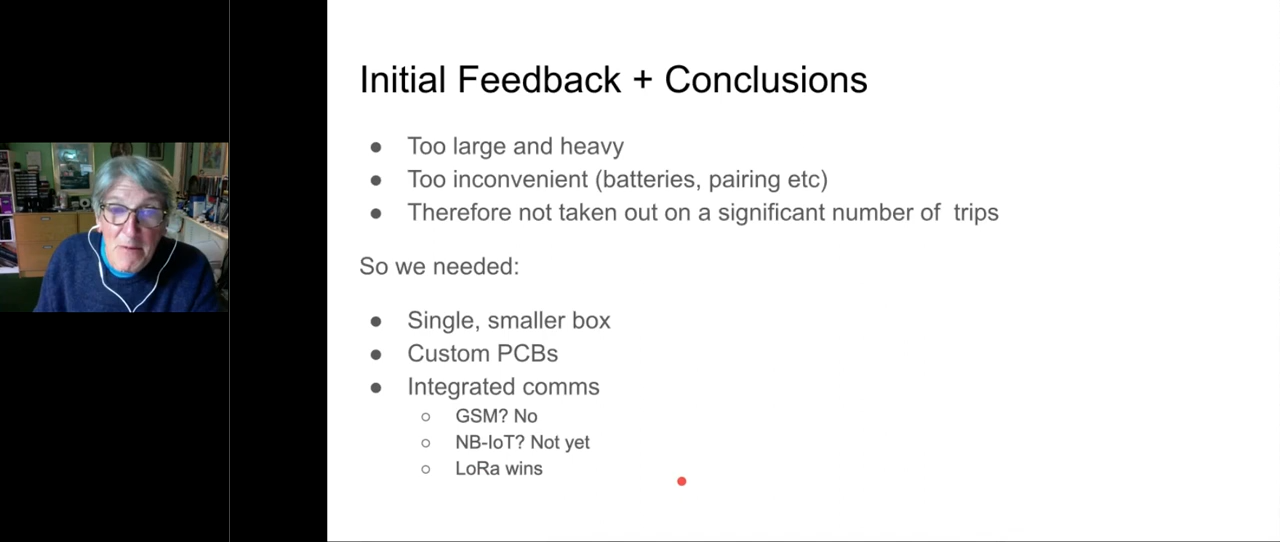 Initial Feedback + Conclusions
● Too large and heavy
● Too inconvenient (batteries, pairing etc)
● Therefore not taken out on a significant number of  trips
So we needed:
● Single, smaller box
● Custom PCBs
● Integrated comms
○ GSM? No
○ NB-IoT? Not yet
○ LoRa wins